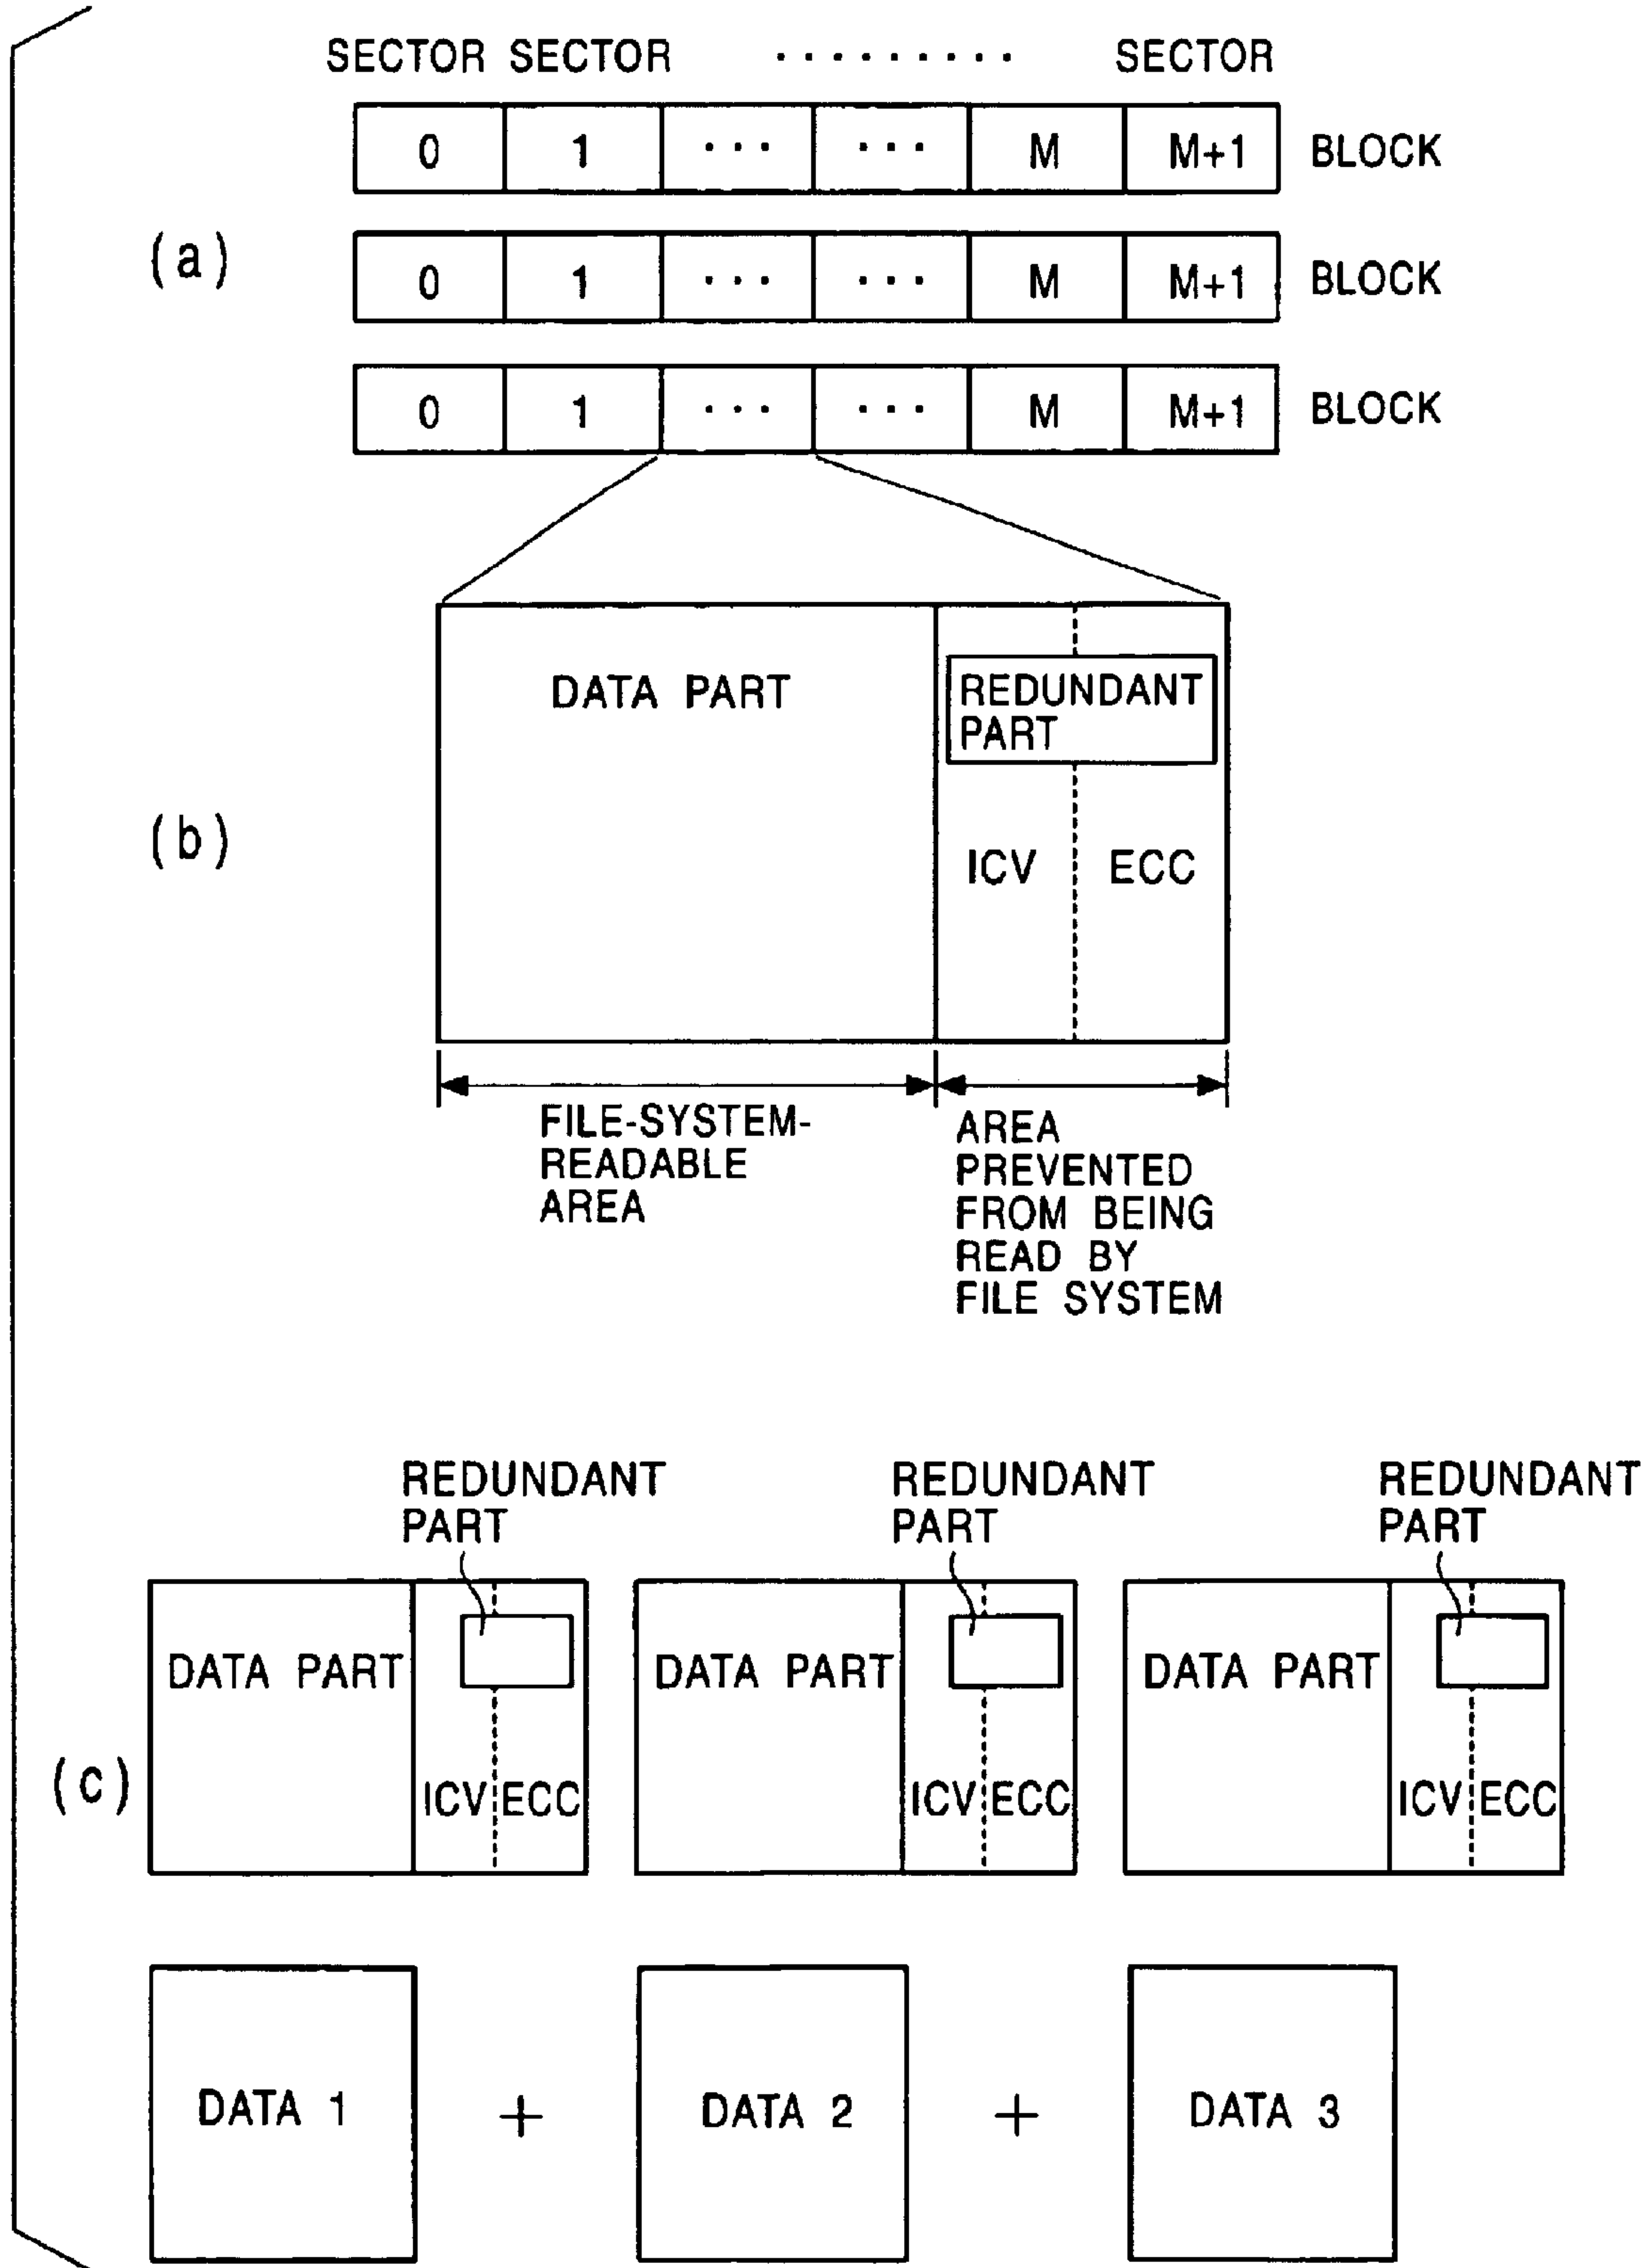 SECTOR SECTOR ········· SECTOR
0 1 ··· ··· M M+1 BLOCK
(a)
0 1 ··· ··· M M+1 BLOCK
0 1 ··· ··· M M+1 BLOCK
(b)
DATA PART
REDUNDANT
PART
ICV ECC
FILE-SYSTEM-
READABLE
AREA
AREA
PREVENTED
FROM BEING
READ BY
FILE SYSTEM
(c)
REDUNDANT
PART
REDUNDANT
PART
REDUNDANT
PART
DATA PART
ICV ECC
DATA PART
ICV ECC
DATA PART
ICV ECC
DATA 1 + DATA 2 + DATA 3